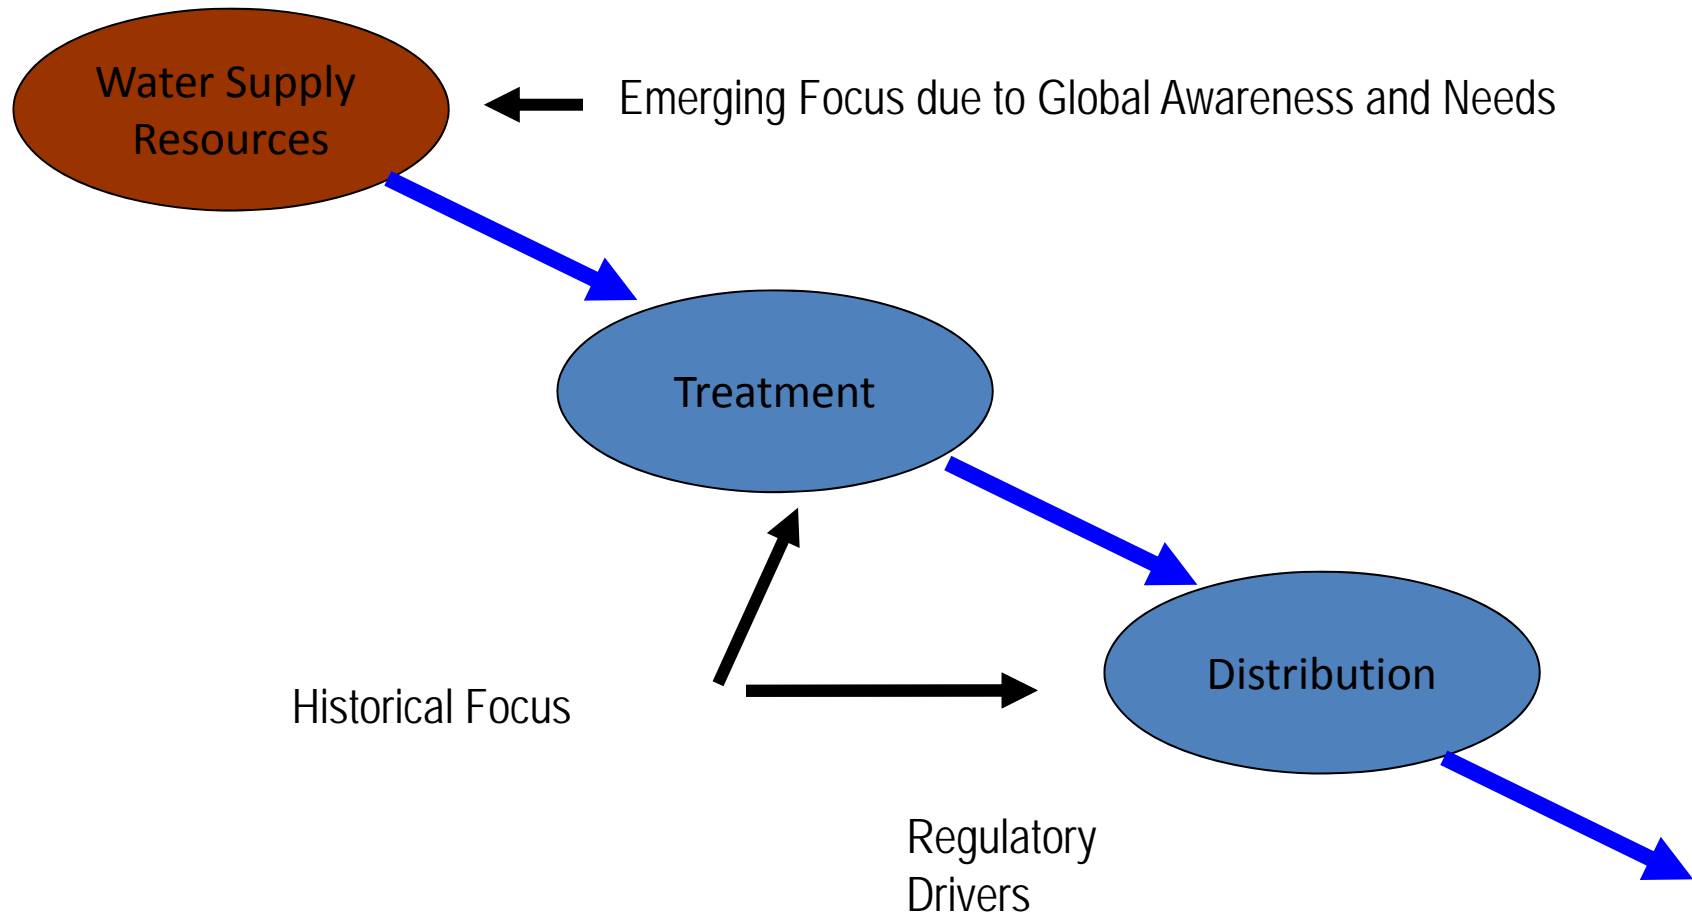 Water Supply
Resources
Emerging Focus due to Global Awareness and Needs
Treatment
Distribution
Historical Focus
Regulatory
Drivers